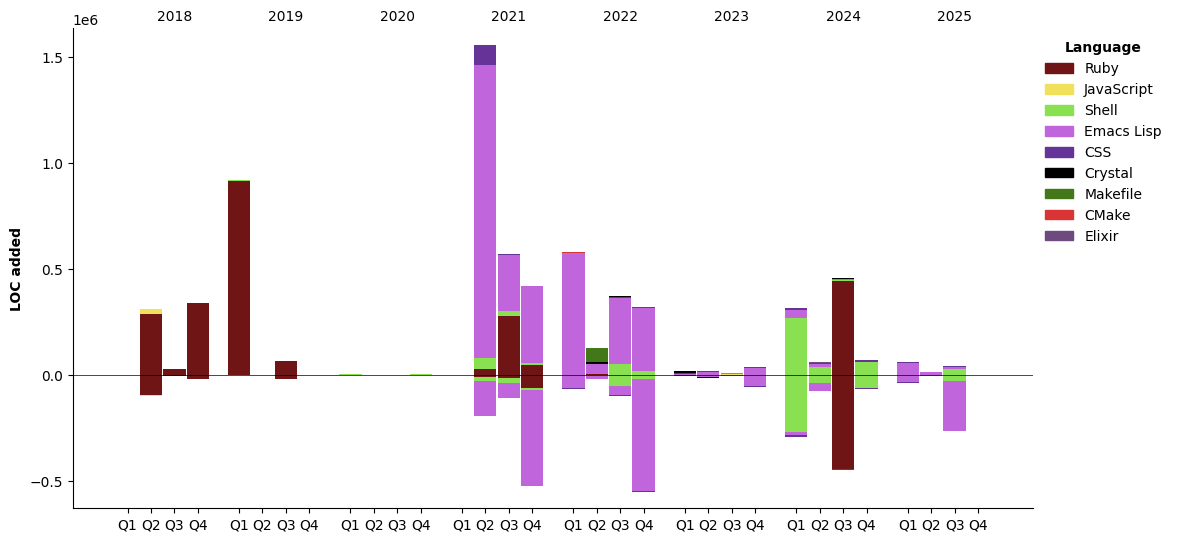 1e6
2018 2019 2020 2021 2022 2023 2024 2025
1.5
1.0
0.5
0.0
−0.5
LOC added
Q1 Q2 Q3 Q4 Q1 Q2 Q3 Q4 Q1 Q2 Q3 Q4 Q1 Q2 Q3 Q4 Q1 Q2 Q3 Q4 Q1 Q2 Q3 Q4 Q1 Q2 Q3 Q4 Q1 Q2 Q3 Q4
Language
Ruby
JavaScript
Shell
Emacs Lisp
CSS
Crystal
Makefile
CMake
Elixir